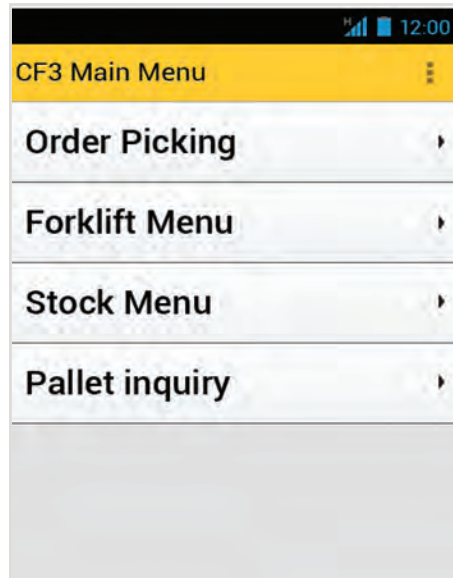 H 12:00
CF3 Main Menu
Order Picking
Forklift Menu
Stock Menu
Pallet inquiry